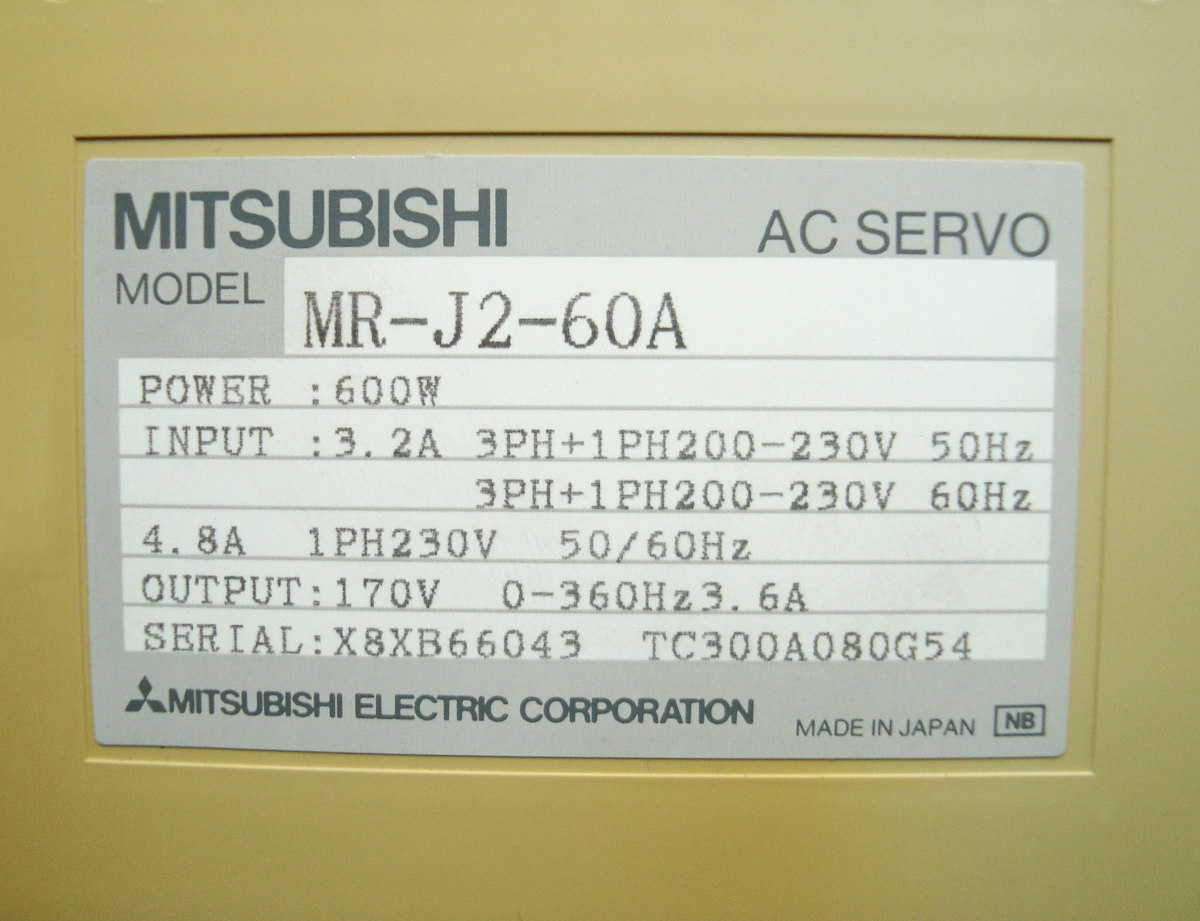 MITSUBISHI AC SERVO
MODEL MR-J2-60A
POWER :600W
INPUT :3.2A 3PH+1PH200-230V 50Hz
3PH+1PH200-230V 60Hz
4.8A 1PH230V 50/60Hz
OUTPUT:170V 0-360Hz3.6A
SERIAL:X8XB66043 TC300A080G54
MITSUBISHI ELECTRIC CORPORATION
MADE IN JAPAN NB